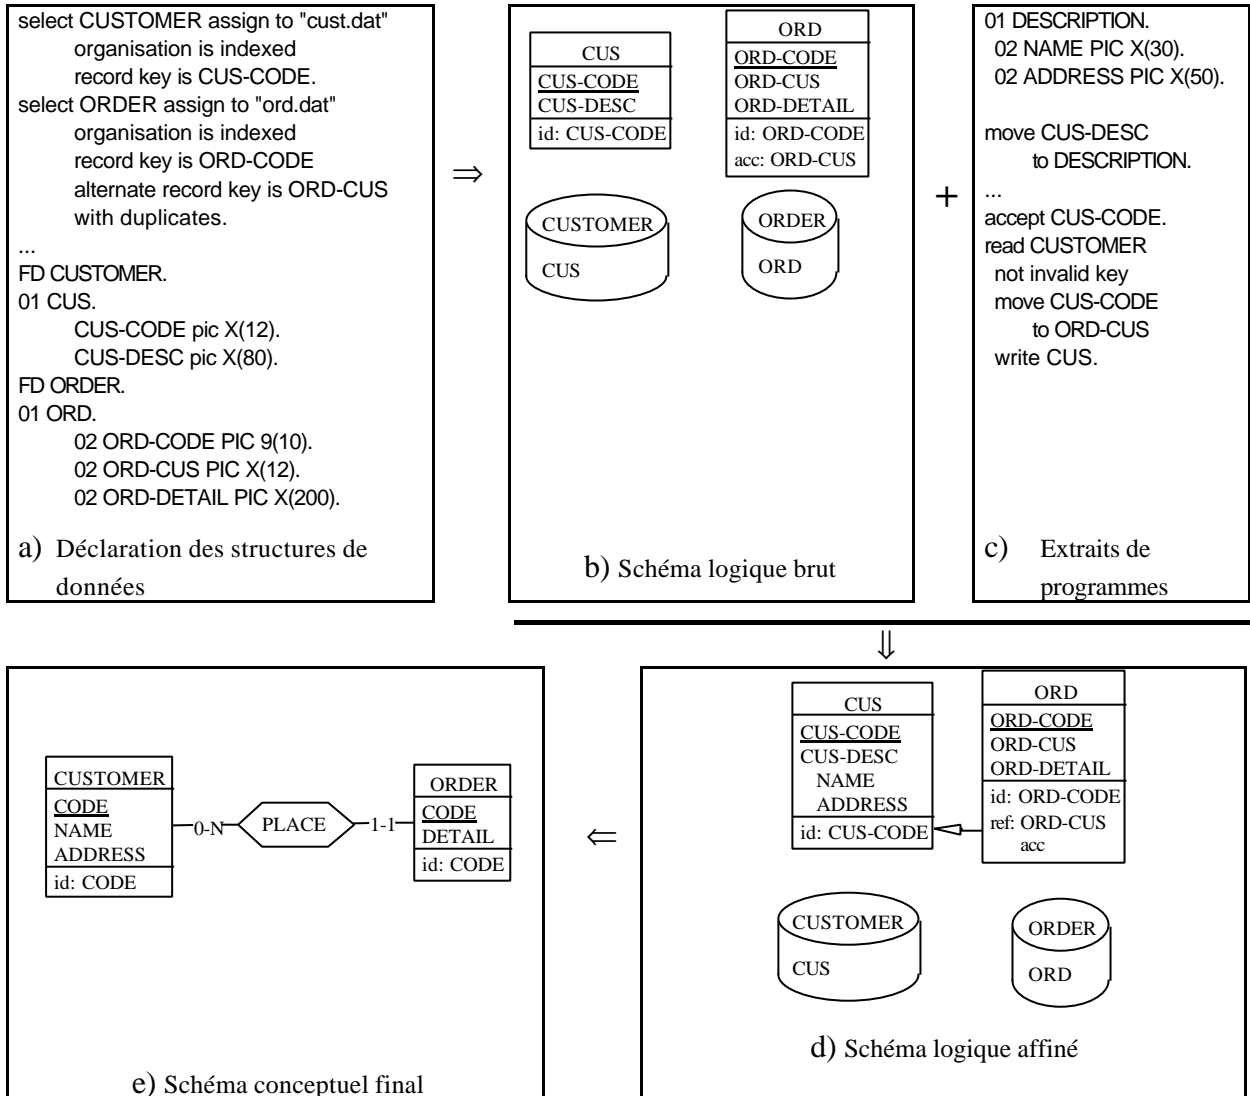 select CUSTOMER assign to "cust.dat"
organisation is indexed
record key is CUS-CODE.
select ORDER assign to "ord.dat"
organisation is indexed
record key is ORD-CODE
alternate record key is ORD-CUS
with duplicates.
...
FD CUSTOMER.
01 CUS.
CUS-CODE pic X(12).
CUS-DESC pic X(80).
FD ORDER.
01 ORD.
02 ORD-CODE PIC 9(10).
02 ORD-CUS PIC X(12).
02 ORD-DETAIL PIC X(200).
a) Déclaration des structures de
données
⇒
CUS
CUS-CODE
CUS-DESC
id: CUS-CODE
ORD
ORD-CODE
ORD-CUS
ORD-DETAIL
id: ORD-CODE
acc: ORD-CUS
CUSTOMER
CUS
ORDER
ORD
b) Schéma logique brut
+
01 DESCRIPTION.
02 NAME PIC X(30).
02 ADDRESS PIC X(50).
move CUS-DESC
to DESCRIPTION.
...
accept CUS-CODE.
read CUSTOMER
not invalid key
move CUS-CODE
to ORD-CUS
write CUS.
c) Extraits de
programmes
⇓
CUS
CUS-CODE
CUS-DESC
NAME
ADDRESS
id: CUS-CODE
ORD
ORD-CODE
ORD-CUS
ORD-DETAIL
id: ORD-CODE
ref: ORD-CUS
acc
CUSTOMER
CUS
ORDER
ORD
d) Schéma logique affiné
⇐
CUSTOMER
CODE
NAME
ADDRESS
id: CODE
0-N
PLACE
1-1
ORDER
CODE
DETAIL
id: CODE
e) Schéma conceptuel final